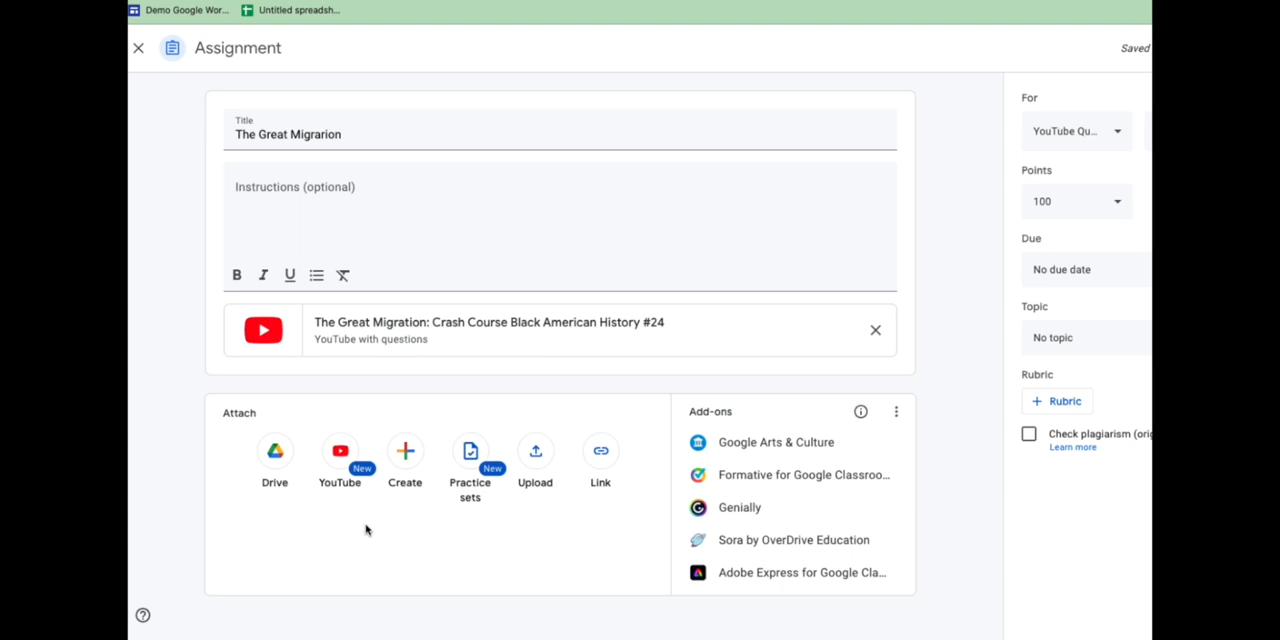 Demo Google Wor... Untitled spreadsh...
Assignment
Saved
Title
The Great Migrarion
Instructions (optional)
B I U
The Great Migration: Crash Course Black American History #24
YouTube with questions
Attach
Drive
YouTube
New
Create
Practice sets
New
Upload
Link
Add-ons
Google Arts & Culture
Formative for Google Classroo...
Genially
Sora by OverDrive Education
Adobe Express for Google Cla...
For
YouTube Qu...
Points
100
Due
No due date
Topic
No topic
Rubric
+ Rubric
Check plagiarism (orig
Learn more